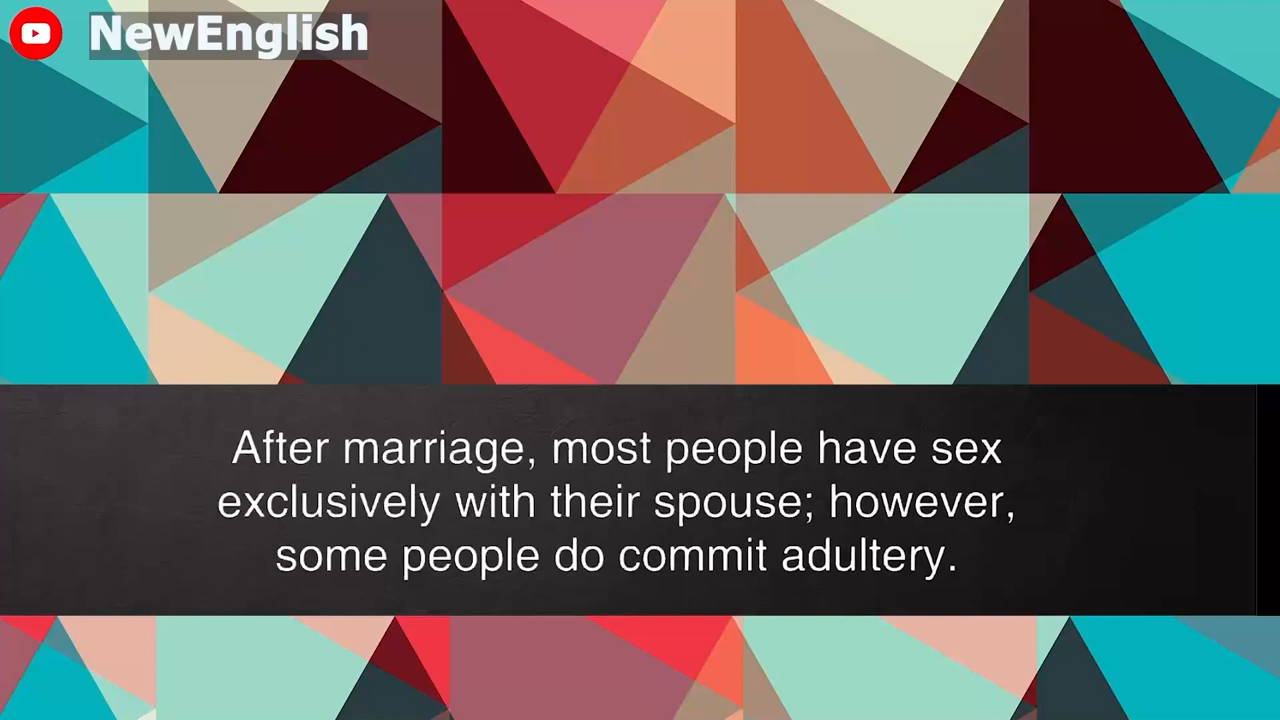 NewEnglish
After marriage, most people have sex
exclusively with their spouse; however,
some people do commit adultery.